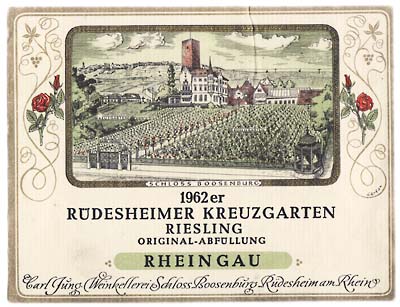 SCHLOSS BOOSENBURG
1962er
RÜDESHEIMER KREUZGARTEN
RIESLING
ORIGINAL-ABFÜLLUNG
RHEINGAU
Carl Jung Weinkellerei Schloss Boosenburg Rüdesheim am Rhein